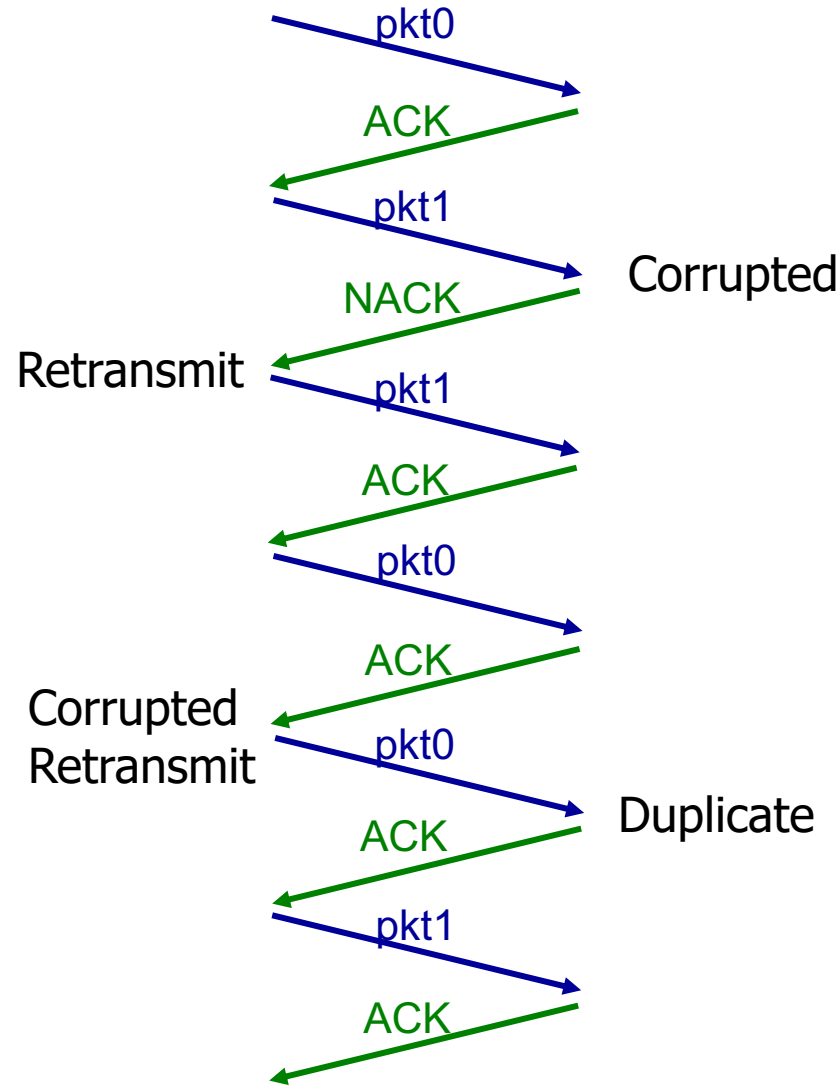 pkt0
ACK
pkt1
Corrupted
NACK
Retransmit
pkt1
ACK
pkt0
ACK
Corrupted
Retransmit
pkt0
Duplicate
ACK
pkt1
ACK